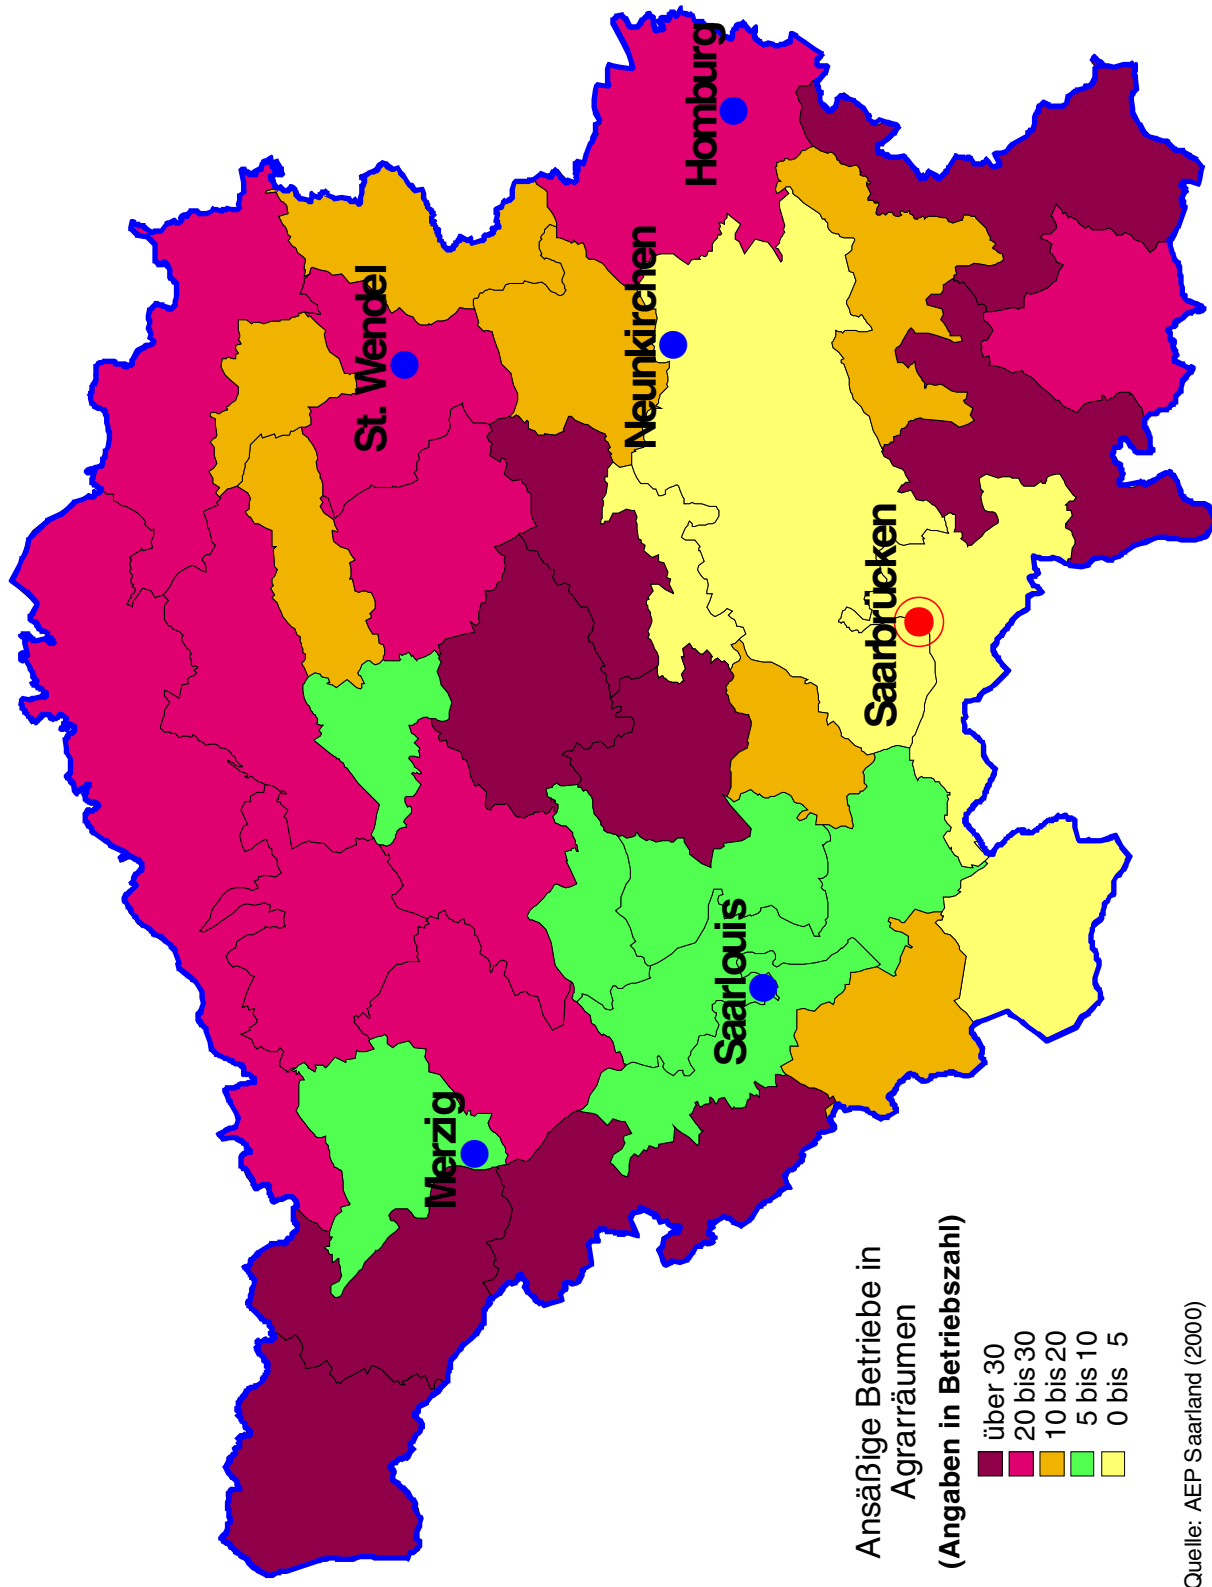 St. Wendel
Homburg
Neunkirchen
Merzig
Saarlouis
Saarbrücken
Ansäßige Betriebe in
Agrarräumen
(Angaben in Betriebszahl)
über 30
20 bis 30
10 bis 20
5 bis 10
0 bis 5
Quelle: AEP Saarland (2000)